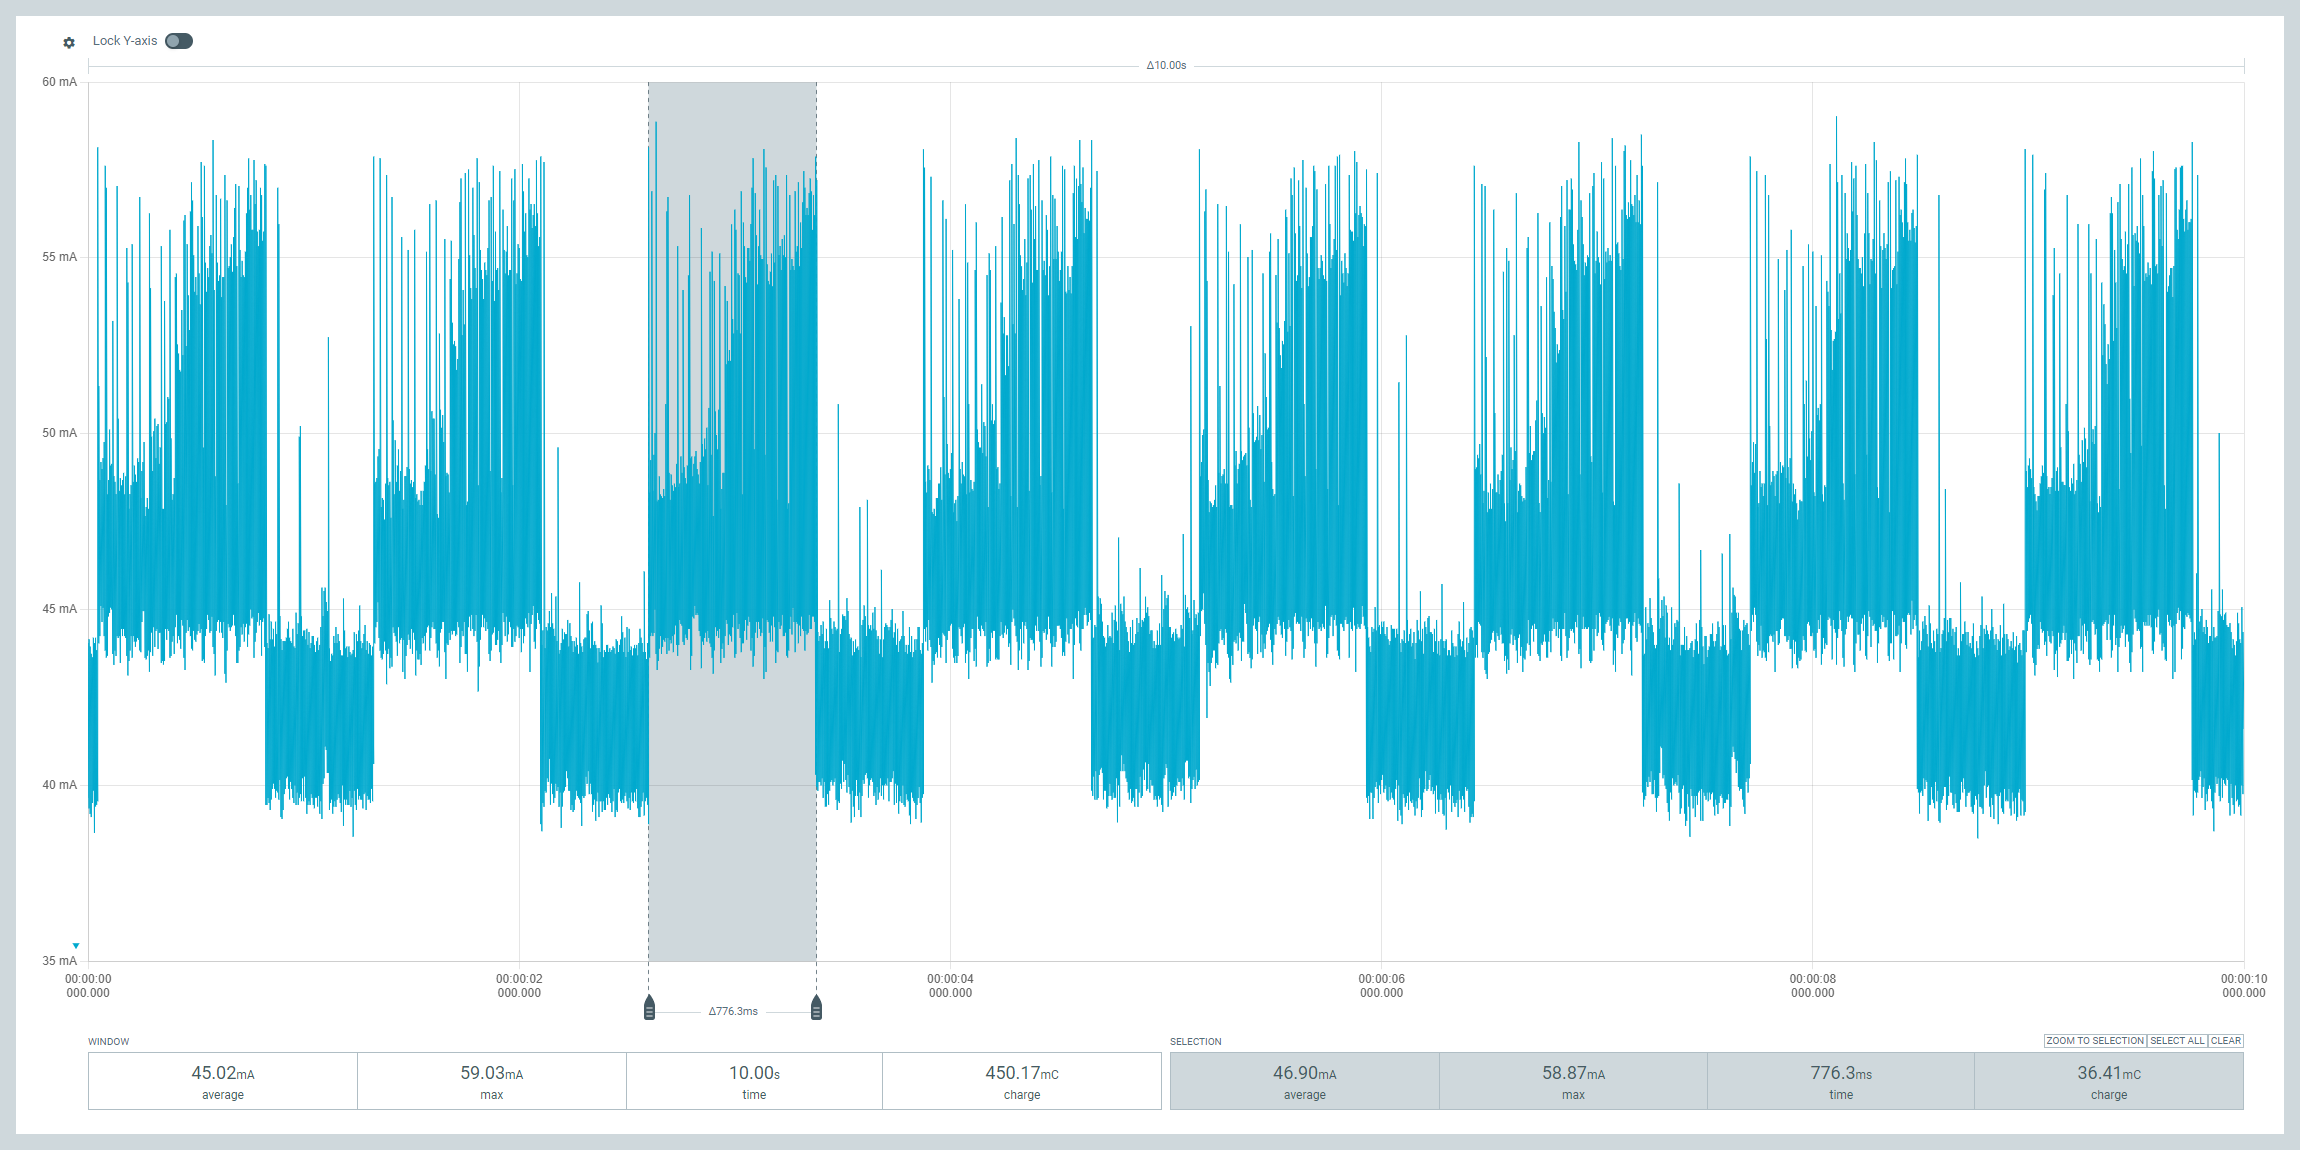 Lock Y-axis
Δ10.00s
60 mA
55 mA
50 mA
45 mA
40 mA
35 mA
00:00:00 00:00:02 00:00:04 00:00:06 00:00:08 00:00:10
000.000 000.000 000.000 000.000 000.000 000.000
Δ776.3ms
WINDOW
45.02mA 59.03mA 10.00s 450.17mC
average max time charge
SELECTION
ZOOM TO SELECTION SELECT ALL CLEAR
46.90mA 58.87mA 776.3ms 36.41mC
average max time charge